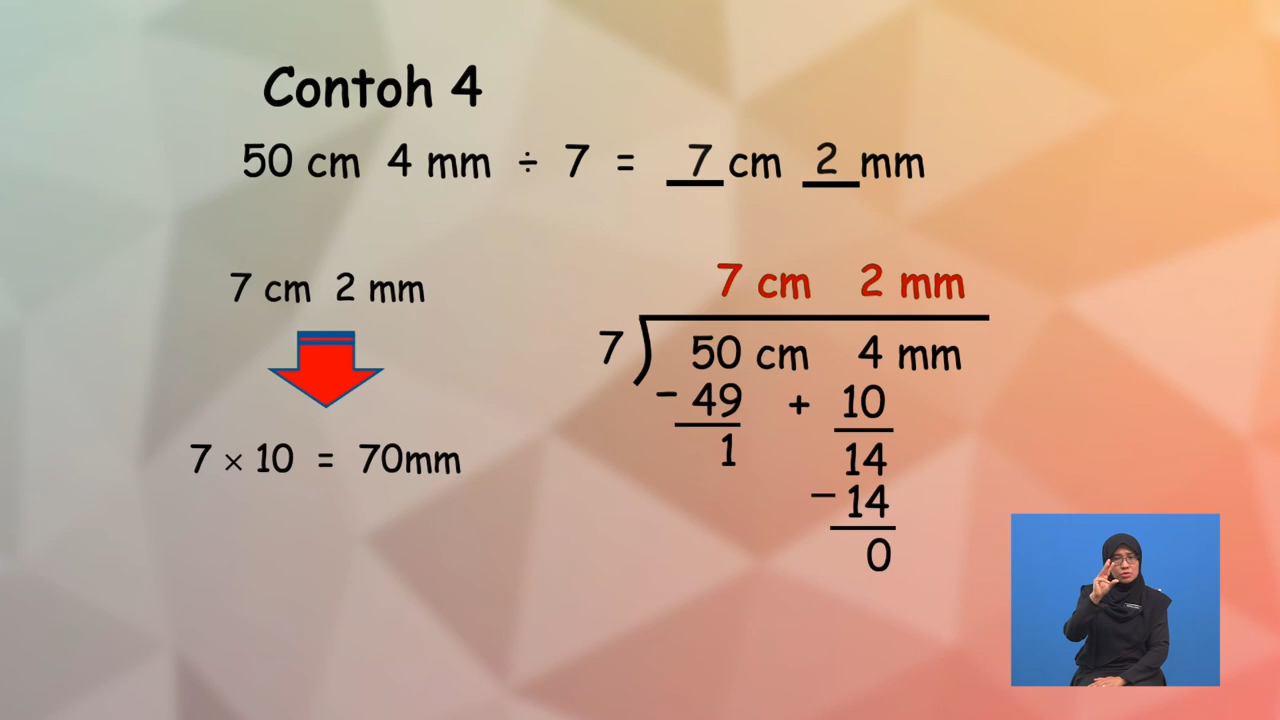 Contoh 4
50 cm 4 mm ÷ 7 = 7 cm 2 mm
7 cm 2 mm
7 × 10 = 70mm
7 cm 2 mm
7 50 cm 4 mm
- 49 + 10
1 14
- 14
0